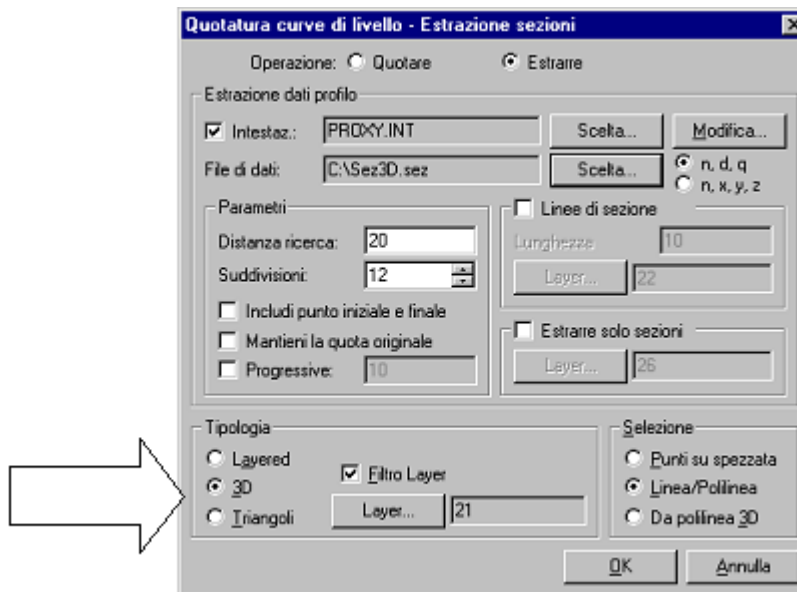 Quotatura curve di livello - Estrazione sezioni
Operazione: Quotare Estrarre
Estrazione dati profilo
Intestaz.: PROXY.INT Scelta... Modifica...
File di dati: C:\Sez3D.sez Scelta... n, d, q
n, x, y, z
Parametri
Distanza ricerca: 20
Suddivisioni: 12
Includi punto iniziale e finale
Mantieni la quota originale
Progressive: 10
Linee di sezione
Lunghezze 10
Layer... 22
Estrarre solo sezioni
Layer... 26
Tipologia
Layered
3D
Triangoli
Filtro Layer
Layer... 21
Selezione
Punti su spezzata
Linea/Polilinea
Da polilinea 3D
OK Annulla